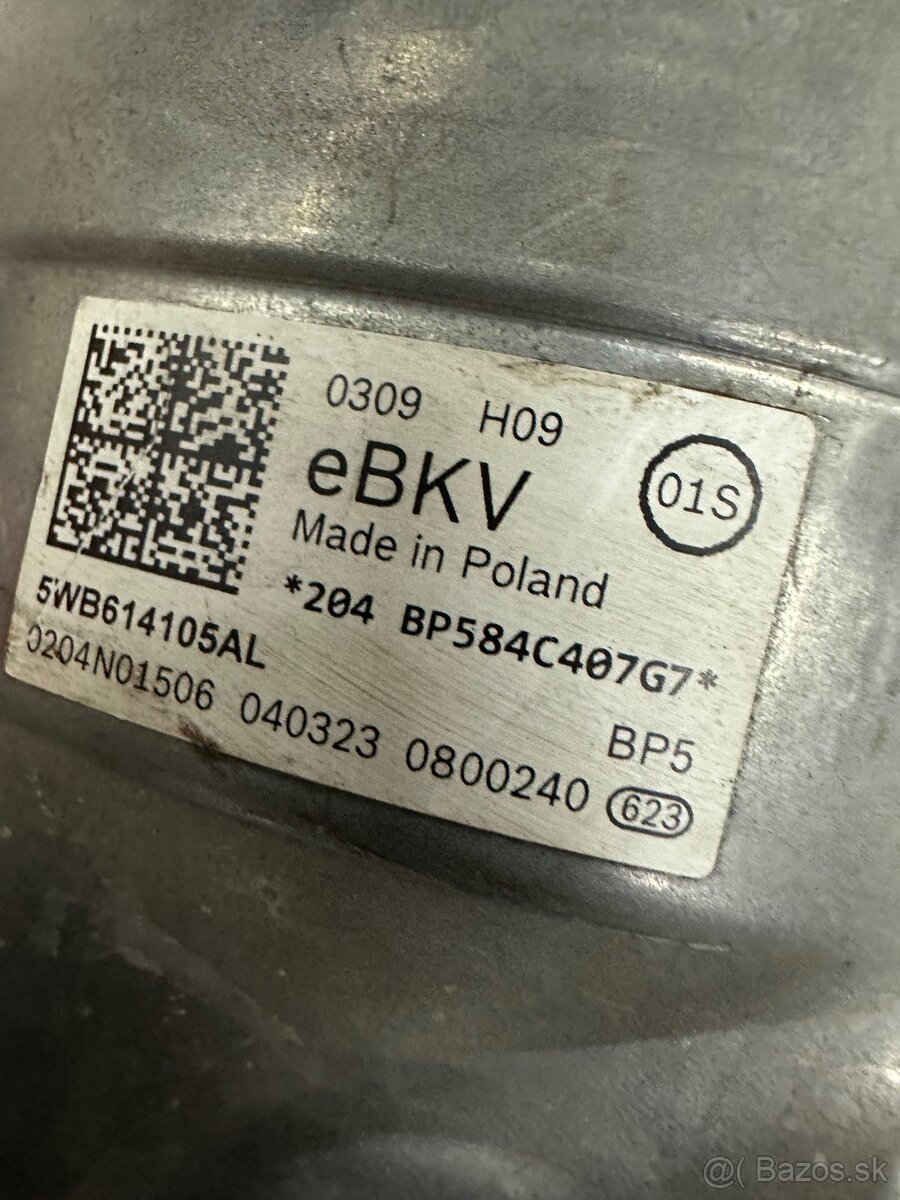 0309 H09
eBKV
01S
Made in Poland
*204 BP584C407G7*
5WB614105AL
0204N01506 040323 0800240 623
BP5
@( Bazos.sk